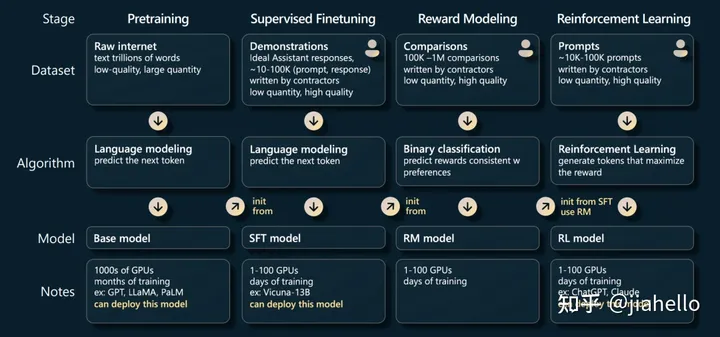 Stage
Pretraining
Supervised Finetuning
Reward Modeling
Reinforcement Learning
Dataset
Raw internet
text trillions of words
low-quality, large quantity
Demonstrations
Ideal Assistant responses,
~10-100K (prompt, response)
written by contractors
low quantity, high quality
Comparisons
100K –1M comparisons
written by contractors
low quantity, high quality
Prompts
~10K-100K prompts
written by contractors
low quantity, high quality
Algorithm
Language modeling
predict the next token
Language modeling
predict the next token
Binary classification
predict rewards consistent w
preferences
Reinforcement Learning
generate tokens that maximize
the reward
init
from
init
from
init from SFT
use RM
Model
Base model
SFT model
RM model
RL model
Notes
1000s of GPUs
months of training
ex: GPT, LLaMA, PaLM
can deploy this model
1-100 GPUs
days of training
ex: Vicuna-13B
can deploy this model
1-100 GPUs
days of training
1-100 GPUs
days of training
ex: ChatGPT, Claude
can deploy this model
知乎 @jiahello